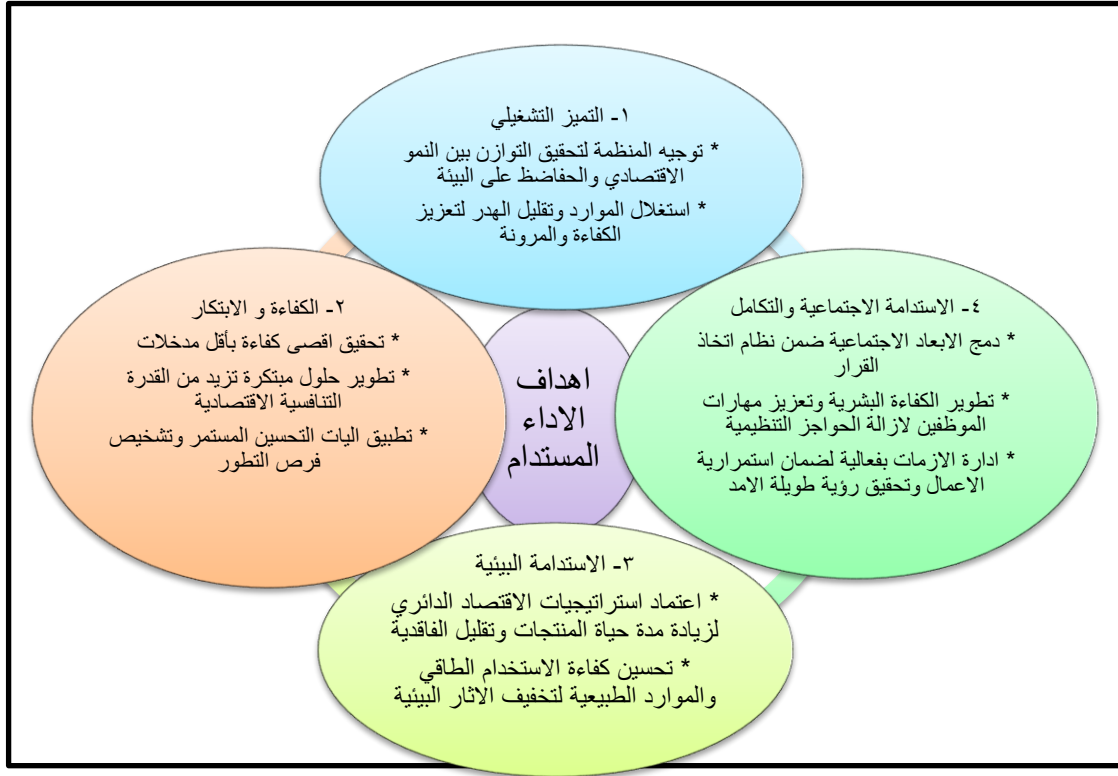 ١- التميز التشغيلي
* توجيه المنظمة لتحقيق التوازن بين النمو
الاقتصادي والحفاضظ على البيئة
* استغلال الموارد وتقليل الهدر لتعزيز
الكفاءة والمرونة
٢- الكفاءة و الابتكار
* تحقيق اقصى كفاءة بأقل مدخلات
* تطوير حلول مبتكرة تزيد من القدرة
التنافسية الاقتصادية
* تطبيق اليات التحسين المستمر وتشخيص
فرص التطور
اهداف
الاداء
المستدام
٤- الاستدامة الاجتماعية والتكامل
* دمج الابعاد الاجتماعية ضمن نظام اتخاذ
القرار
* تطوير الكفاءة البشرية وتعزيز مهارات
الموظفين لازالة الحواجز التنظيمية
* ادارة الازمات بفعالية لضمان استمرارية
الاعمال وتحقيق رؤية طويلة الامد
٣- الاستدامة البيئية
* اعتماد استراتيجيات الاقتصاد الدائري
لزيادة مدة حياة المنتجات وتقليل الفاقدية
* تحسين كفاءة الاستخدام الطاقي
والموارد الطبيعية لتخفيف الاثار البيئية